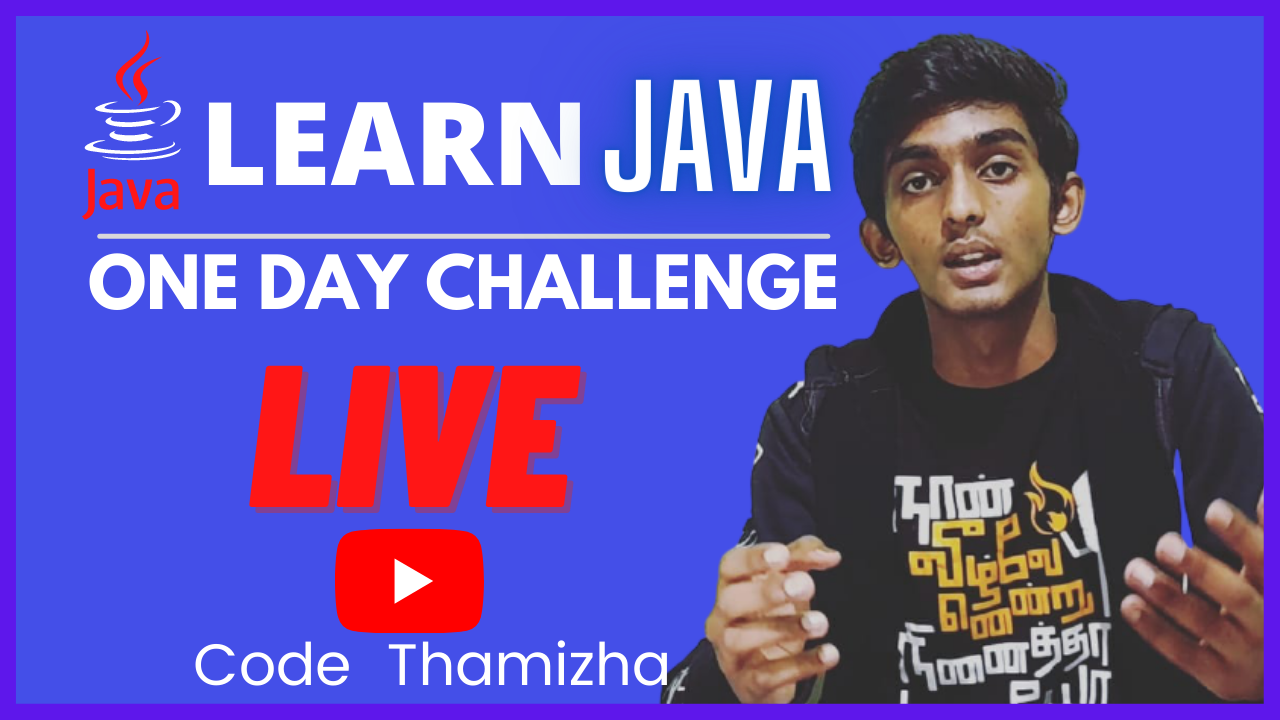 Java
LEARN JAVA
ONE DAY CHALLENGE
LIVE
Code Thamizha
நான்
வீழ்வே
னென்று
நினைத்தா
யோ